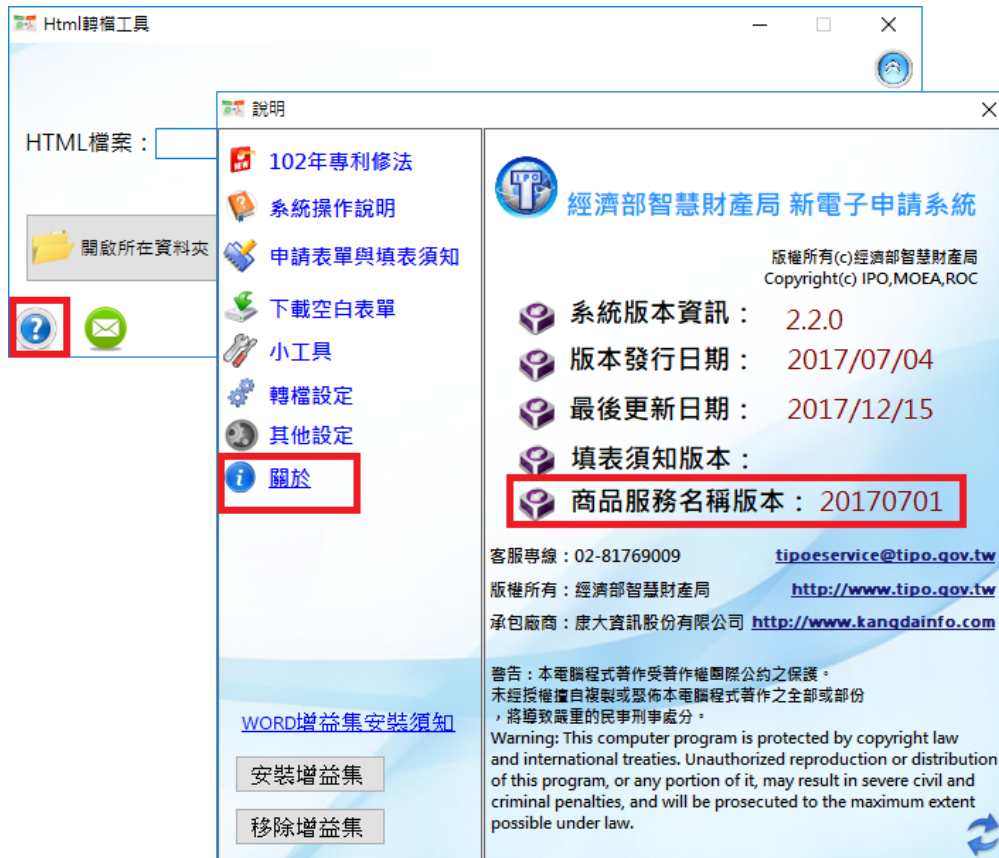 Html轉檔工具
HTML檔案：
開啟所在資料夾
說明
102年專利修法
系統操作說明
申請表單與填表須知
下載空白表單
小工具
轉檔設定
其他設定
關於
WORD增益集安裝須知
安裝增益集
移除增益集
TIPO
經濟部智慧財產局 新電子申請系統
版權所有(c)經濟部智慧財產局
Copyright(c) IPO,MOEA,ROC
系統版本資訊： 2.2.0
版本發行日期： 2017/07/04
最後更新日期： 2017/12/15
填表須知版本：
商品服務名稱版本： 20170701
客服專線：02-81769009 tipoeservice@tipo.gov.tw
版權所有：經濟部智慧財產局 http://www.tipo.gov.tw
承包廠商：康大資訊股份有限公司 http://www.kangdainfo.com
警告：本電腦程式著作受著作權國際公約之保護。
未經授權擅自複製或散佈本電腦程式著作之全部或部份
，將導致嚴重的民事刑事處分。
Warning: This computer program is protected by copyright law
and international treaties. Unauthorized reproduction or distribution
of this program, or any portion of it, may result in severe civil and
criminal penalties, and will be prosecuted to the maximum extent
possible under law.